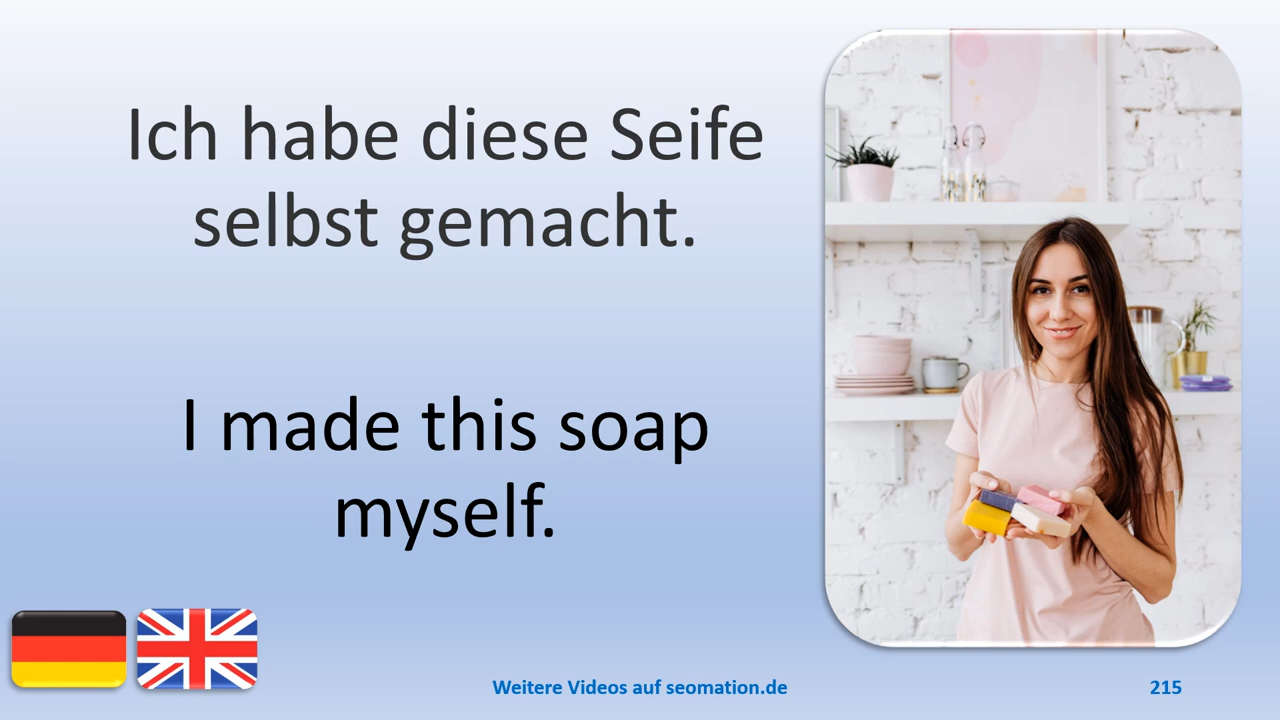 Ich habe diese Seife
selbst gemacht.
I made this soap
myself.
Weitere Videos auf seomation.de
215